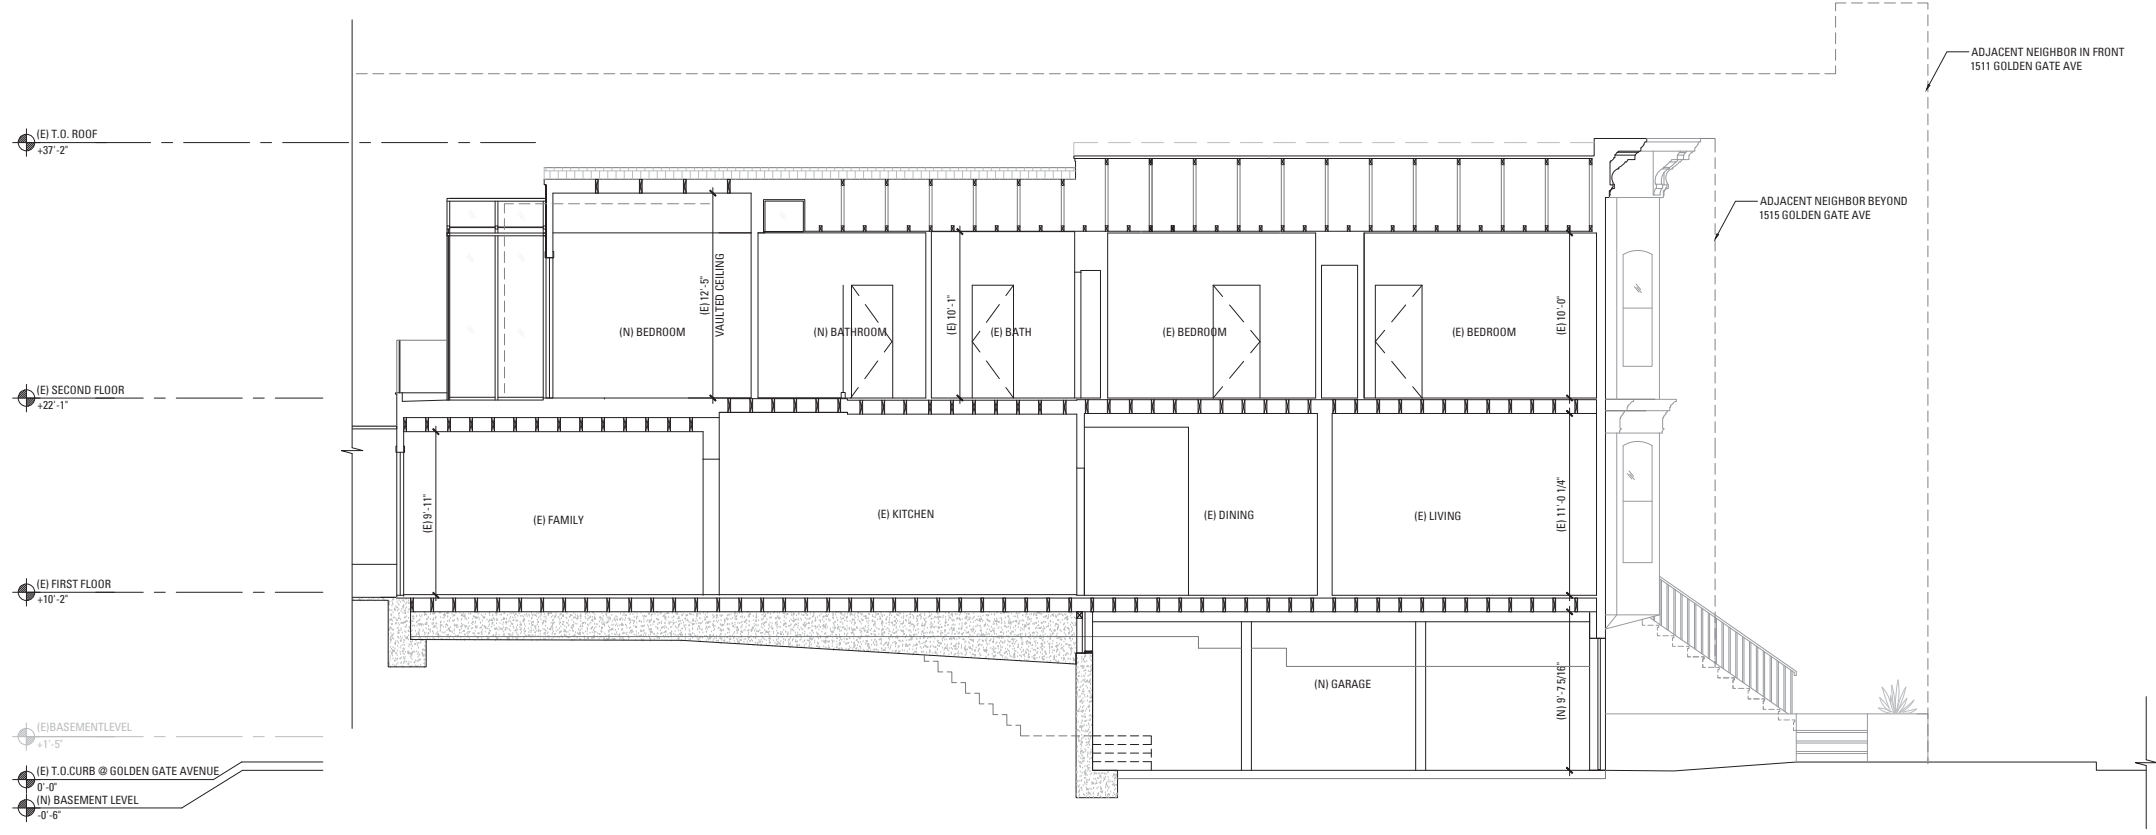 ADJACENT NEIGHBOR IN FRONT
1511 GOLDEN GATE AVE
(E) T.O. ROOF
+37'-2"
ADJACENT NEIGHBOR BEYOND
1515 GOLDEN GATE AVE
(E) 12'-5"
VAULTED CEILING
(E) 10'-1"
(E) 10'-0"
(N) BEDROOM
(N) BATHROOM
(E) BATH
(E) BEDROOM
(E) BEDROOM
(E) SECOND FLOOR
+22'-1"
(E) 9'-11"
(E) 11'-0 1/4"
(E) FAMILY
(E) KITCHEN
(E) DINING
(E) LIVING
(E) FIRST FLOOR
+10'-2"
(N) GARAGE
(N) 9'-7 5/16"
(E)BASEMENTLEVEL
+1'-5"
(E) T.O.CURB @ GOLDEN GATE AVENUE
0'-0"
(N) BASEMENT LEVEL
-0'-6"